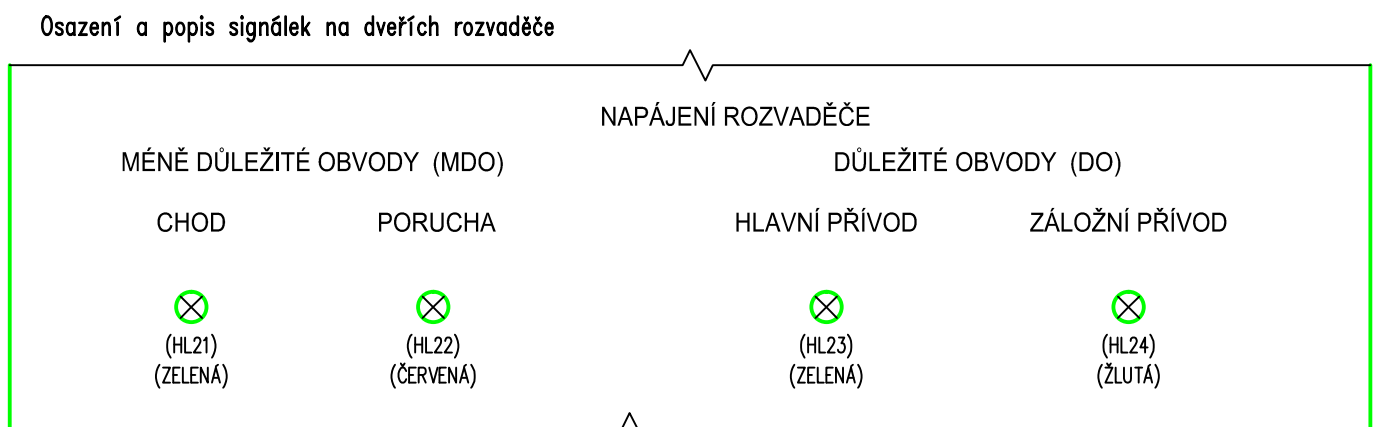 Osazení a popis signálek na dveřích rozvaděče
NAPÁJENÍ ROZVADĚČE
MÉNĚ DŮLEŽITÉ OBVODY (MDO) DŮLEŽITÉ OBVODY (DO)
CHOD PORUCHA HLAVNÍ PŘÍVOD ZÁLOŽNÍ PŘÍVOD
(HL21) (HL22) (HL23) (HL24)
(ZELENÁ) (ČERVENÁ) (ZELENÁ) (ŽLUTÁ)